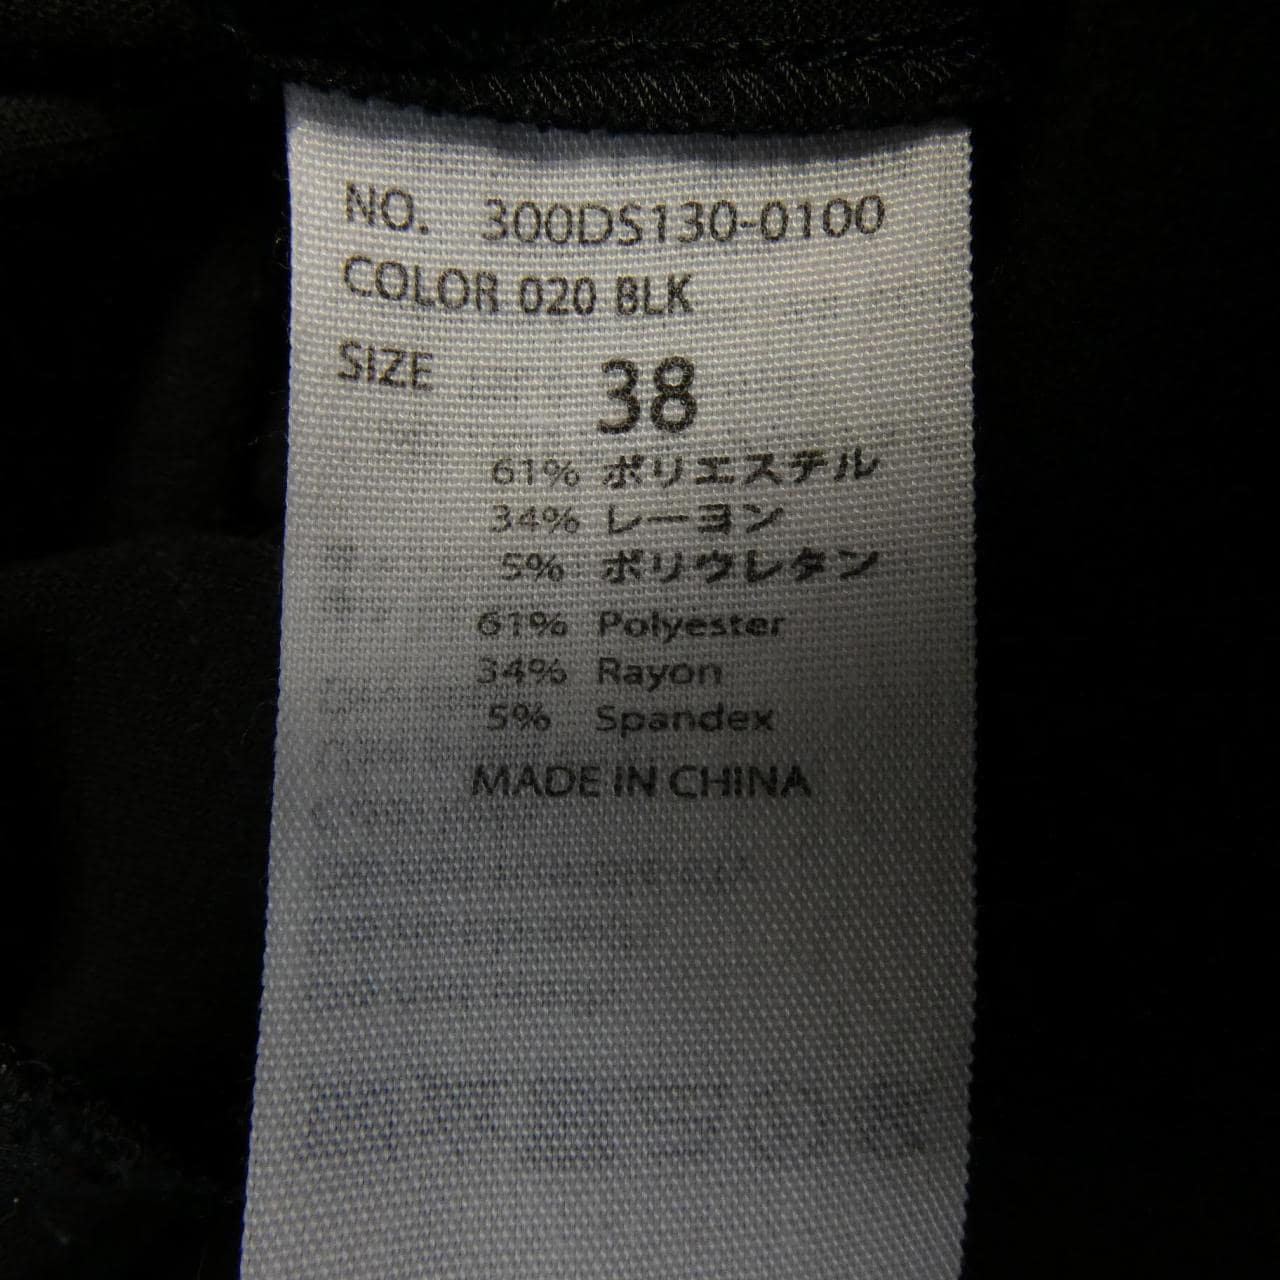 NO. 300DS130-0100
COLOR 020 BLK
SIZE 38
61% ポリエステル
34% レーヨン
5% ポリウレタン
61% Polyester
34% Rayon
5% Spandex
MADE IN CHINA